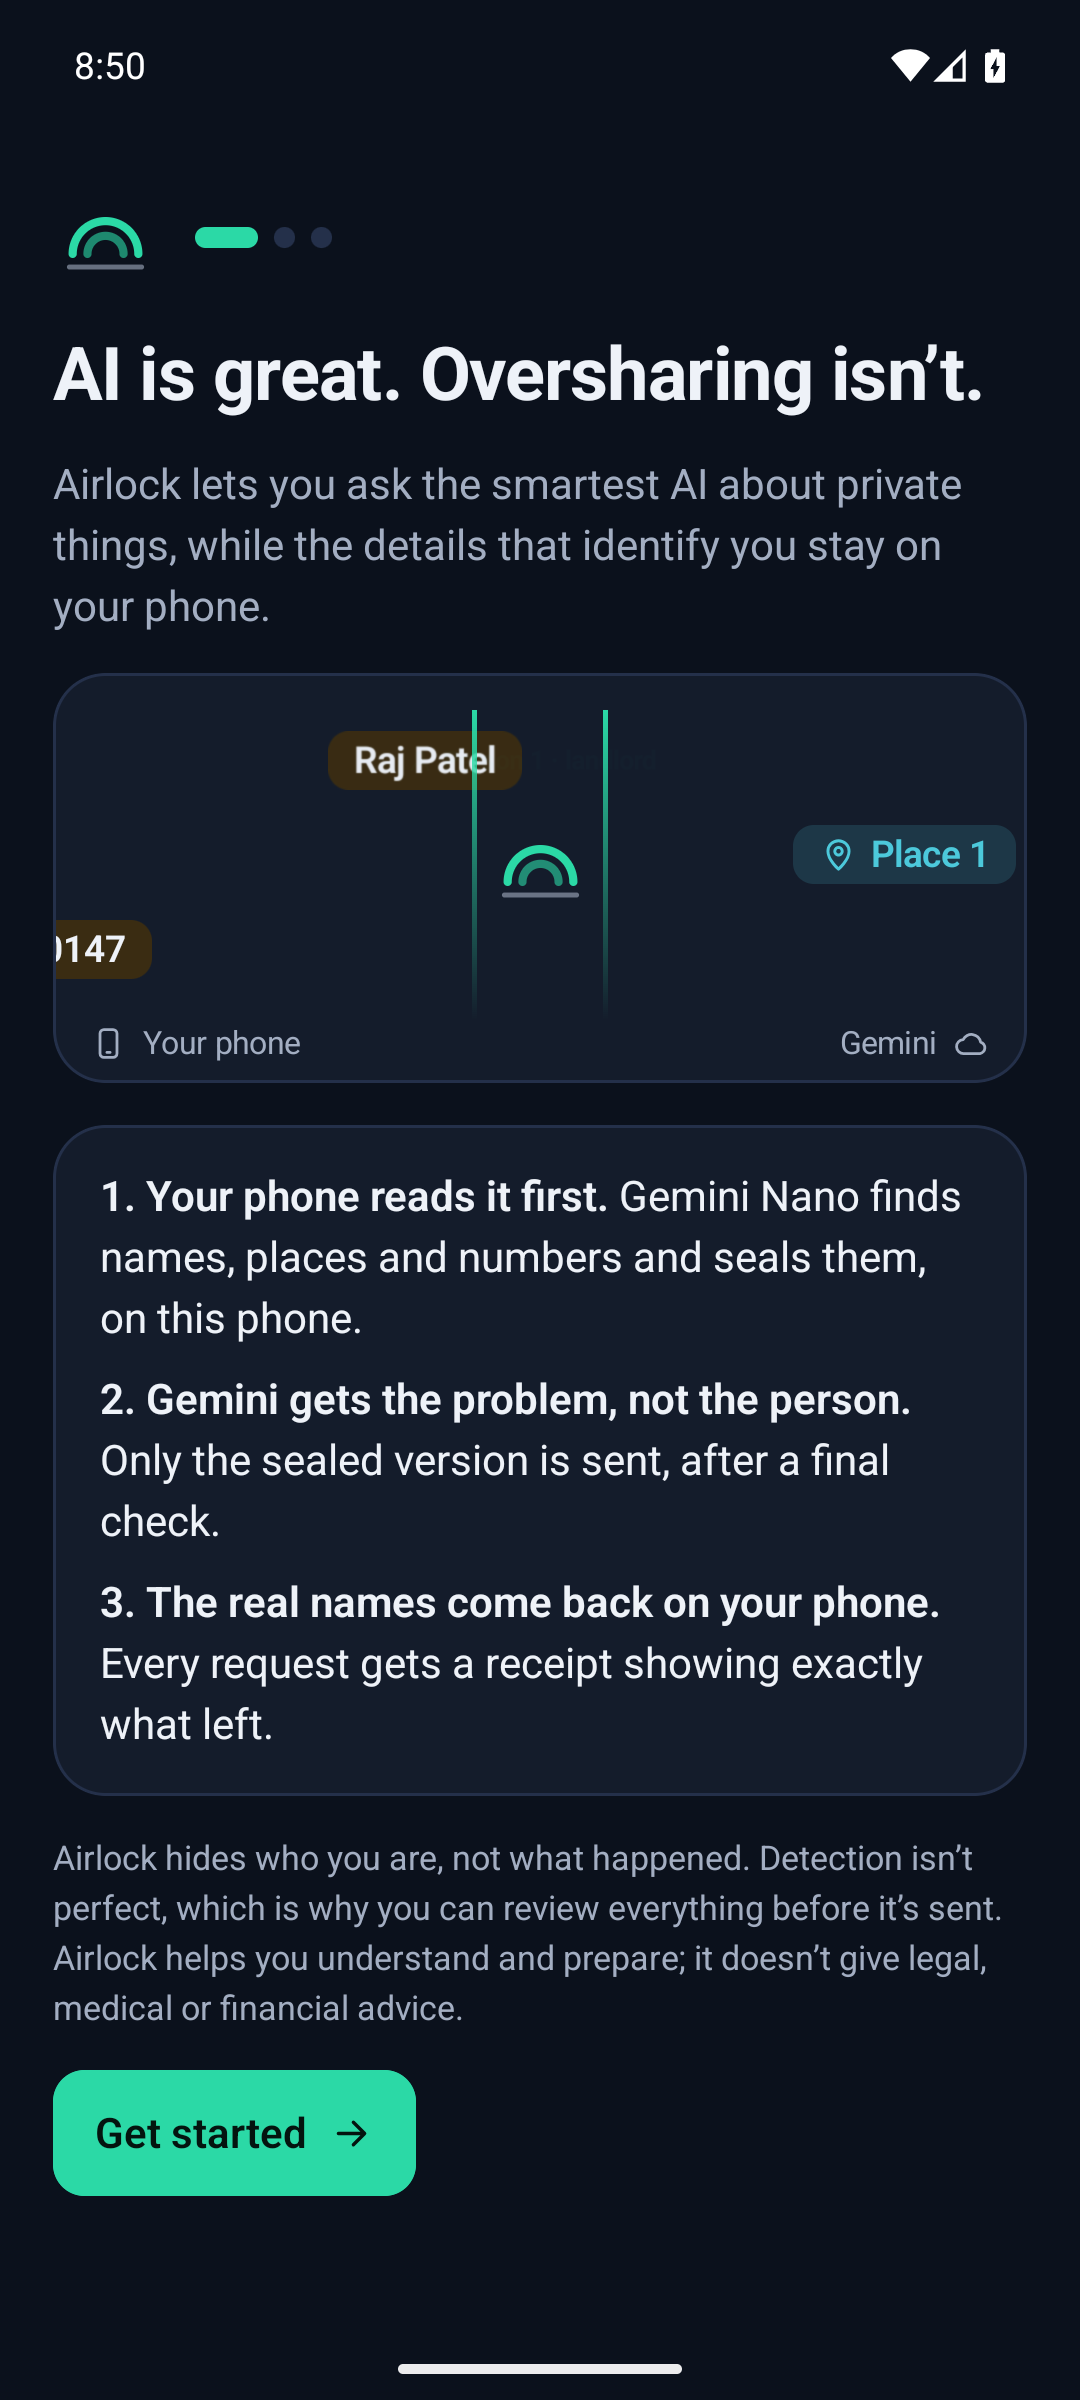 8:50
AI is great. Oversharing isn’t.
Airlock lets you ask the smartest AI about private
things, while the details that identify you stay on
your phone.
Raj Patel
Place 1
0147
Your phone
Gemini
1. Your phone reads it first. Gemini Nano finds
names, places and numbers and seals them,
on this phone.
2. Gemini gets the problem, not the person.
Only the sealed version is sent, after a final
check.
3. The real names come back on your phone.
Every request gets a receipt showing exactly
what left.
Airlock hides who you are, not what happened. Detection isn’t
perfect, which is why you can review everything before it’s sent.
Airlock helps you understand and prepare; it doesn’t give legal,
medical or financial advice.
Get started